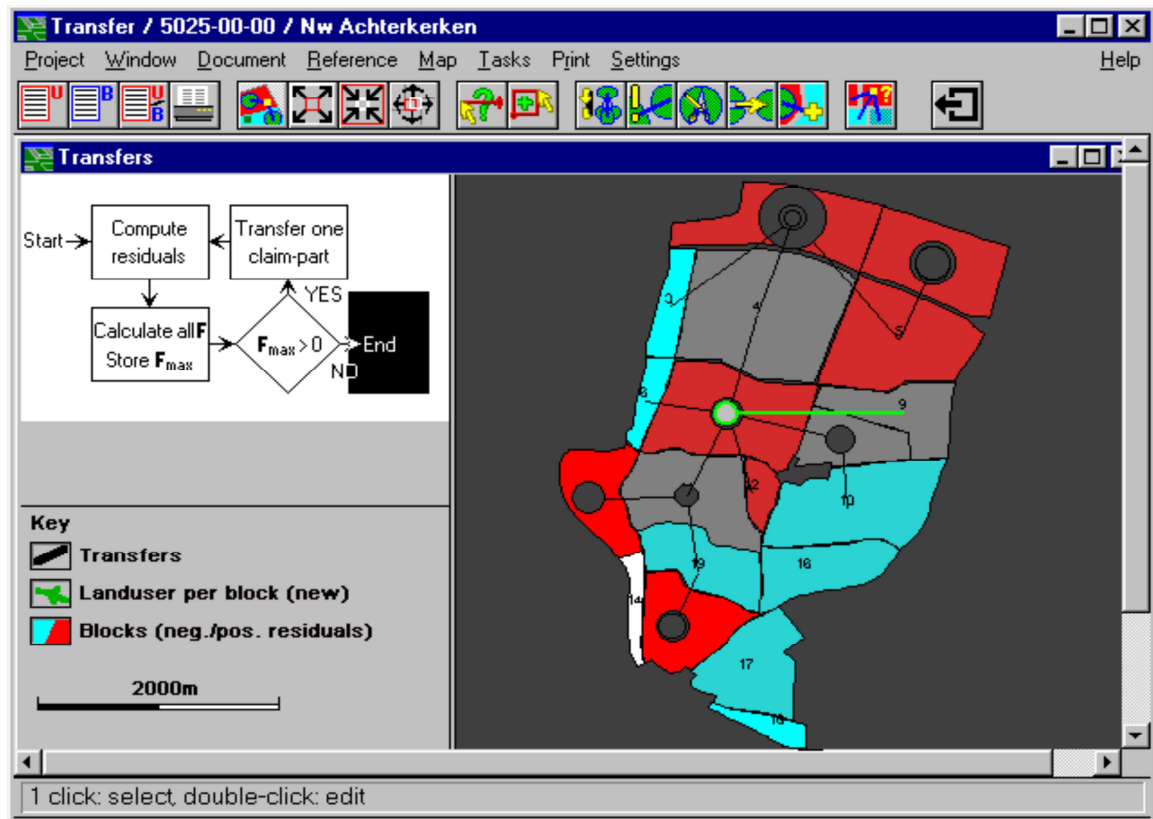 Transfer / 5025-00-00 / Nw Achterkerken
Project Window Document Reference Map Tasks Print Settings Help
U B U/B
Transfers
Start
Compute
residuals
Transfer one
claim-part
YES
Calculate all F
Store Fmax
Fmax > 0
End
NO
Key
Transfers
Landuser per block (new)
Blocks (neg./pos. residuals)
2000m
3
4
5
9
10
19
16
14
17
1 click: select, double-click: edit